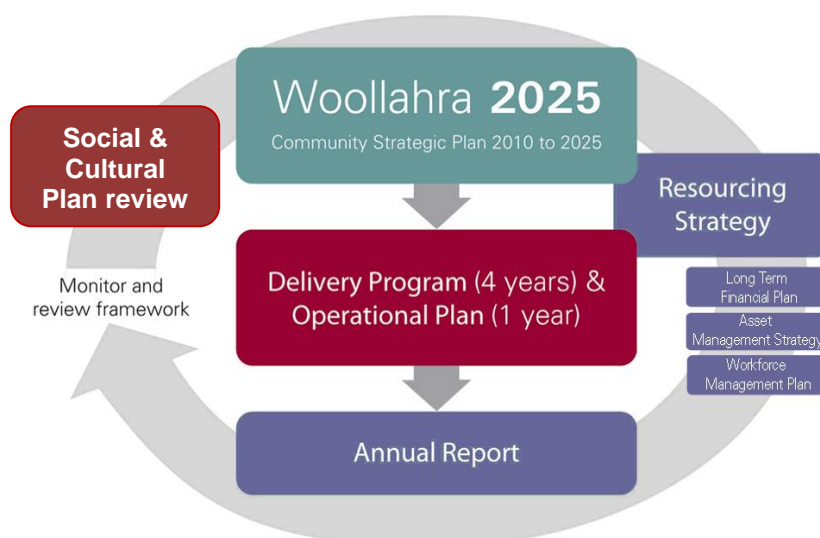 Woollahra 2025
Community Strategic Plan 2010 to 2025
Social &
Cultural
Plan review
Resourcing
Strategy
Delivery Program (4 years) &
Operational Plan (1 year)
Monitor and
review framework
Long Term
Financial Plan
Asset
Management Strategy
Workforce
Management Plan
Annual Report